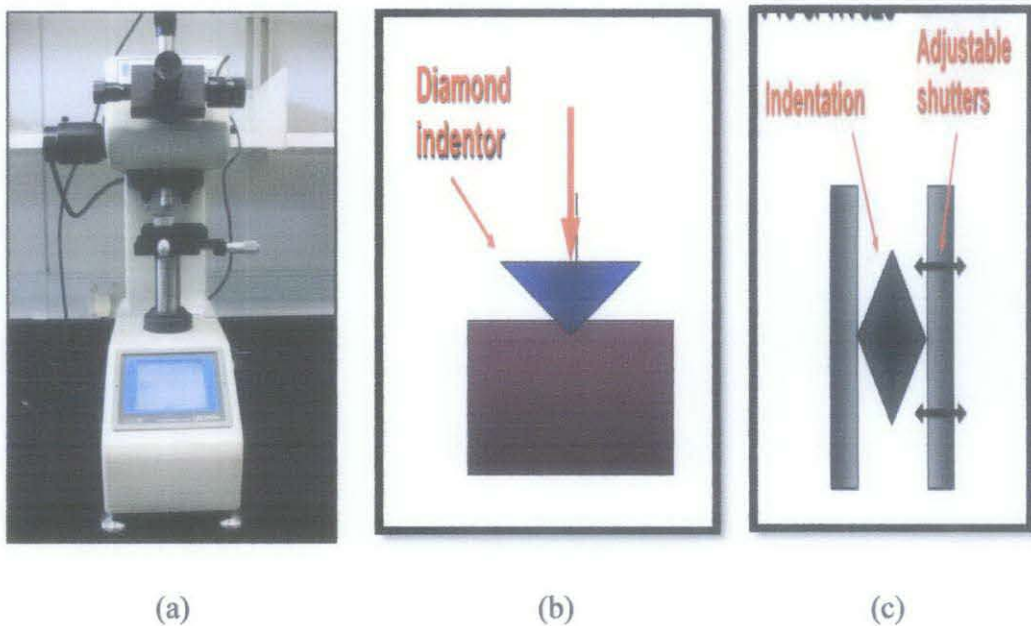 Diamond
indentor
Indentation
Adjustable
shutters
(a)
(b)
(c)